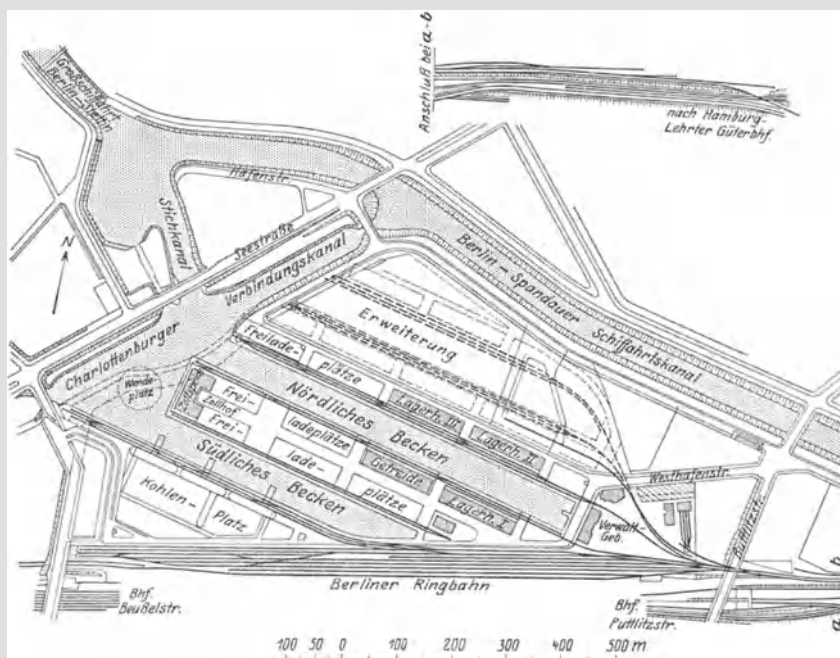 Großschiffahrt
Berlin-Stettin
Anschluß bei a-b
nach Hamburg-
Lehrter Güterbhf.
Hafenstr.
Stichkanal
Seestraße
N
Verbindungskanal
Charlottenburger
Berlin - Spandauer Schiffahrtskanal
Erweiterung
Wende
platz
Freilade-
plätze
Frei-
Zollhof
Frei-
ladeplätze
lade-
plätze
Nördliches Becken
Lagerh. III
Lagerh. II
Getreide
Lagerh. I
Südliches Becken
Kohlen-
Platz
Westhafenstr.
Verwalt.-
Geb.
Putlitzstr.
Berliner Ringbahn
Bhf.
Beußelstr.
Bhf.
Putlitzstr.
b
a
100 50 0 100 200 300 400 500 m